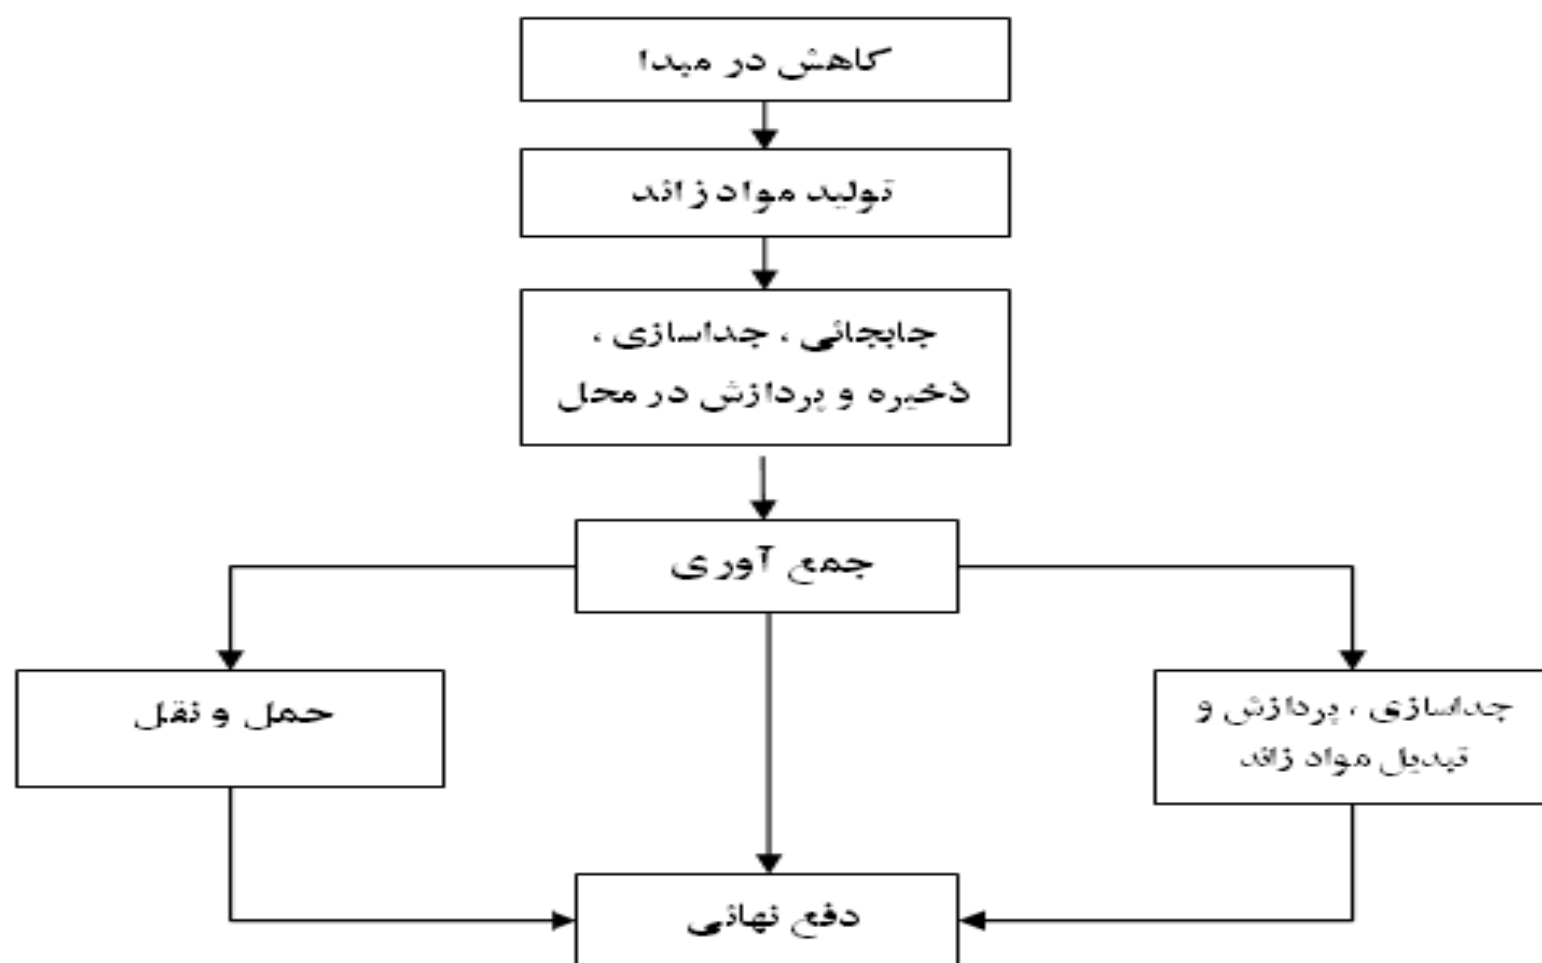 کاهش در مبدا
تولید مواد زائد
جابجائی ، جداسازی ،
ذخیره و پردازش در محل
جمع آوری
حمل و نقل
جداسازی ، پردازش و
تبدیل مواد زائد
دفع نهائی